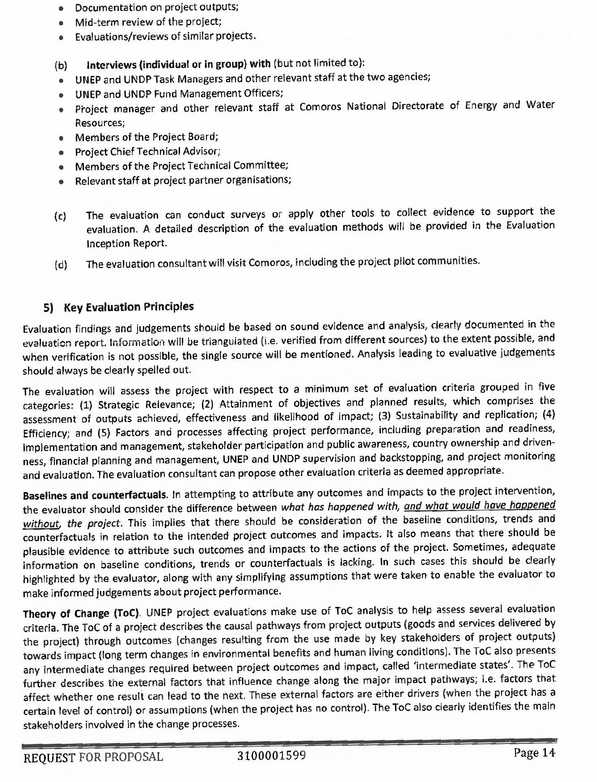 • Documentation on project outputs;
• Mid-term review of the project;
• Evaluations/reviews of similar projects.
(b) Interviews (individual or in group) with (but not limited to):
• UNEP and UNDP Task Managers and other relevant staff at the two agencies;
• UNEP and UNDP Fund Management Officers;
• Project manager and other relevant staff at Comoros National Directorate of Energy and Water
Resources;
• Members of the Project Board;
• Project Chief Technical Advisor;
• Members of the Project Technical Committee;
• Relevant staff at project partner organisations;
(c) The evaluation can conduct surveys or apply other tools to collect evidence to support the
evaluation. A detailed description of the evaluation methods will be provided in the Evaluation
Inception Report.
(d) The evaluation consultant will visit Comoros, including the project pilot communities.
5) Key Evaluation Principles
Evaluation findings and judgements should be based on sound evidence and analysis, clearly documented in the
evaluation report. Information will be triangulated (i.e. verified from different sources) to the extent possible, and
when verification is not possible, the single source will be mentioned. Analysis leading to evaluative judgements
should always be clearly spelled out.
The evaluation will assess the project with respect to a minimum set of evaluation criteria grouped in five
categories: (1) Strategic Relevance; (2) Attainment of objectives and planned results, which comprises the
assessment of outputs achieved, effectiveness and likelihood of impact; (3) Sustainability and replication; (4)
Efficiency; and (5) Factors and processes affecting project performance, including preparation and readiness,
implementation and management, stakeholder participation and public awareness, country ownership and driven-
ness, financial planning and management, UNEP and UNDP supervision and backstopping, and project monitoring
and evaluation. The evaluation consultant can propose other evaluation criteria as deemed appropriate.
Baselines and counterfactuals. In attempting to attribute any outcomes and impacts to the project intervention,
the evaluator should consider the difference between what has happened with, and what would have happened
without, the project. This implies that there should be consideration of the baseline conditions, trends and
counterfactuals in relation to the intended project outcomes and impacts. It also means that there should be
plausible evidence to attribute such outcomes and impacts to the actions of the project. Sometimes, adequate
information on baseline conditions, trends or counterfactuals is lacking. In such cases this should be clearly
highlighted by the evaluator, along with any simplifying assumptions that were taken to enable the evaluator to
make informed judgements about project performance.
Theory of Change (ToC). UNEP project evaluations make use of ToC analysis to help assess several evaluation
criteria. The ToC of a project describes the causal pathways from project outputs (goods and services delivered by
the project) through outcomes (changes resulting from the use made by key stakeholders of project outputs)
towards impact (long term changes in environmental benefits and human living conditions). The ToC also presents
any intermediate changes required between project outcomes and impact, called 'intermediate states'. The ToC
further describes the external factors that influence change along the major impact pathways; i.e. factors that
affect whether one result can lead to the next. These external factors are either drivers (when the project has a
certain level of control) or assumptions (when the project has no control). The ToC also clearly identifies the main
stakeholders involved in the change processes.
REQUEST FOR PROPOSAL 3100001599 Page 14